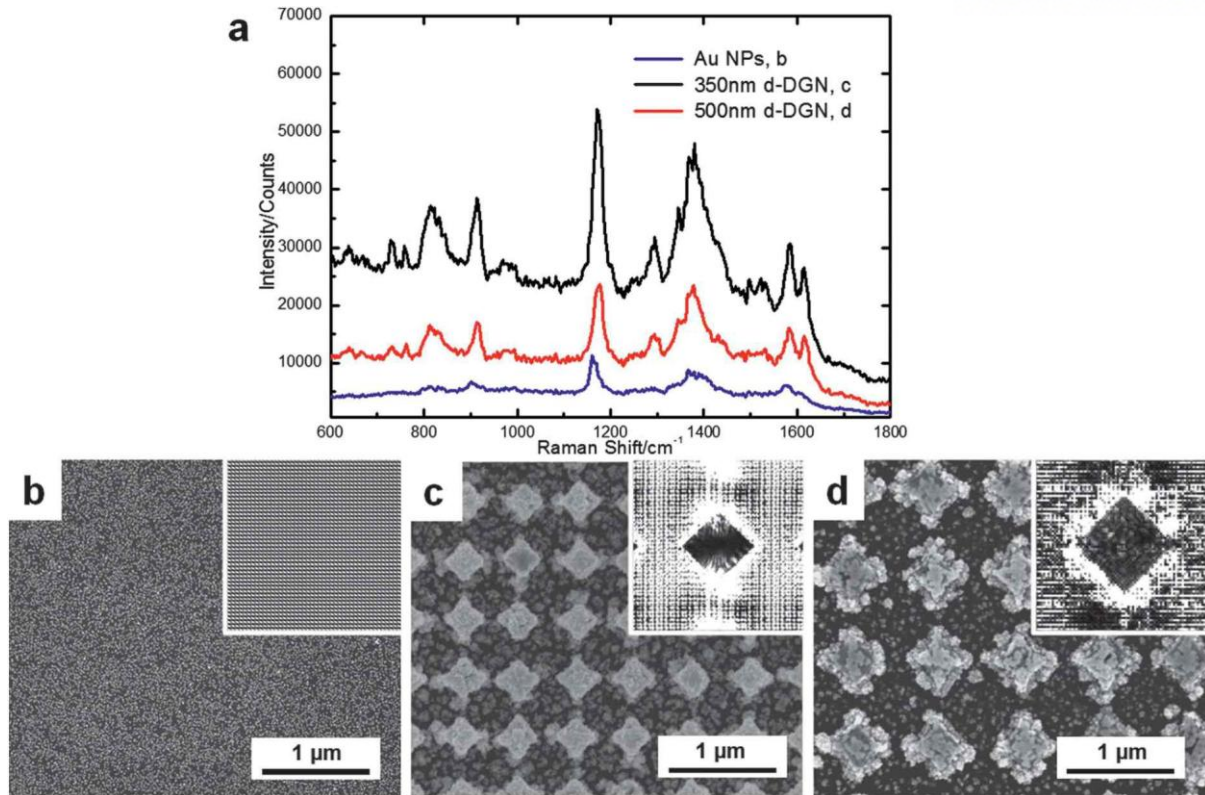 a
70000
60000
50000
40000
30000
20000
10000
Intensity/Counts
Au NPs, b
350nm d-DGN, c
500nm d-DGN, d
600 800 1000 1200 1400 1600 1800
Raman Shift/cm⁻¹
b
1 μm
c
1 μm
d
1 μm